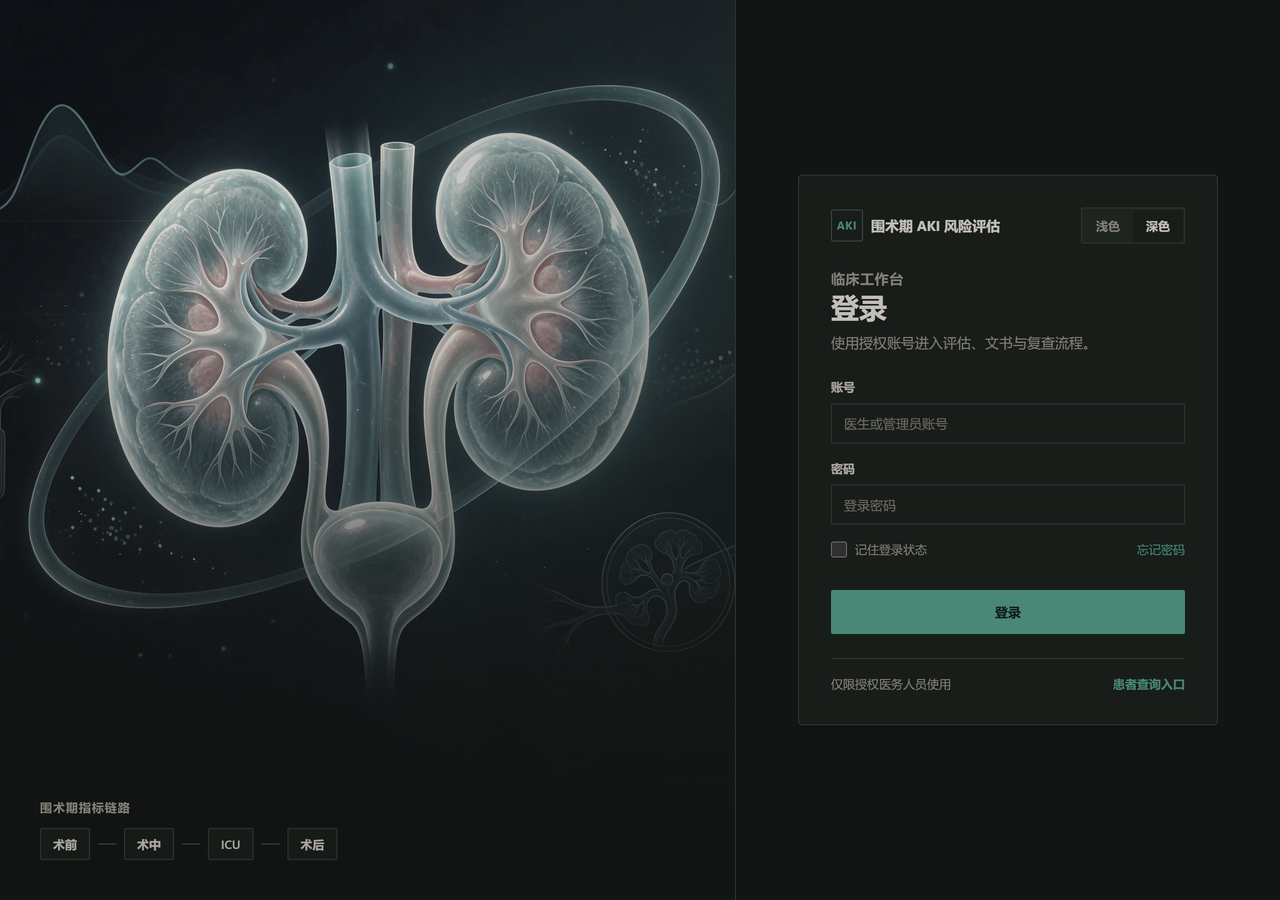 AKI 围术期 AKI 风险评估
浅色 深色
临床工作台
登录
使用授权账号进入评估、文书与复查流程。
账号
医生或管理员账号
密码
登录密码
记住登录状态 忘记密码
登录
仅限授权医务人员使用 患者查询入口
围术期指标链路
术前 — 术中 — ICU — 术后